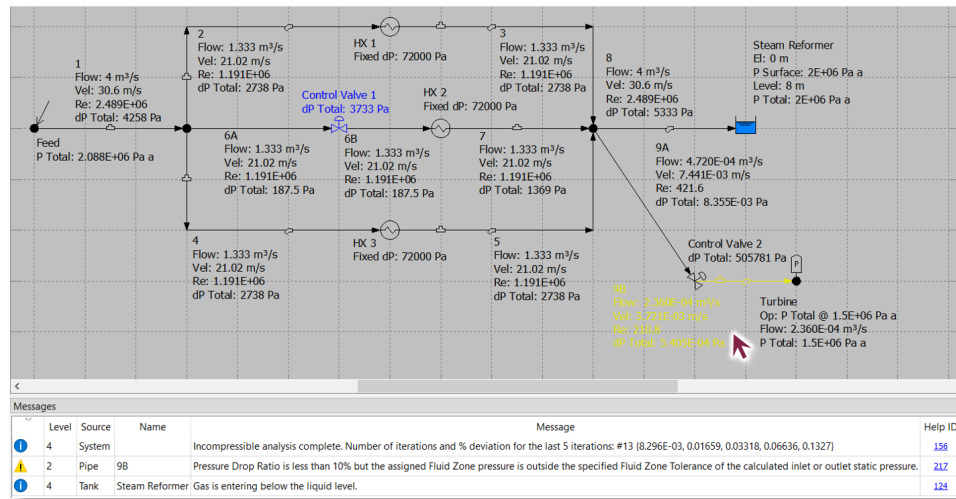 1
Flow: 4 m³/s
Vel: 30.6 m/s
Re: 2.489E+06
dP Total: 4258 Pa
Feed
P Total: 2.088E+06 Pa a
2
Flow: 1.333 m³/s
Vel: 21.02 m/s
Re: 1.191E+06
dP Total: 2738 Pa
HX 1
Fixed dP: 72000 Pa
3
Flow: 1.333 m³/s
Vel: 21.02 m/s
Re: 1.191E+06
dP Total: 2738 Pa
Control Valve 1
dP Total: 3733 Pa
HX 2
Fixed dP: 72000 Pa
6A
Flow: 1.333 m³/s
Vel: 21.02 m/s
Re: 1.191E+06
dP Total: 187.5 Pa
6B
Flow: 1.333 m³/s
Vel: 21.02 m/s
Re: 1.191E+06
dP Total: 187.5 Pa
7
Flow: 1.333 m³/s
Vel: 21.02 m/s
Re: 1.191E+06
dP Total: 1369 Pa
4
Flow: 1.333 m³/s
Vel: 21.02 m/s
Re: 1.191E+06
dP Total: 2738 Pa
HX 3
Fixed dP: 72000 Pa
5
Flow: 1.333 m³/s
Vel: 21.02 m/s
Re: 1.191E+06
dP Total: 2738 Pa
8
Flow: 4 m³/s
Vel: 30.6 m/s
Re: 2.489E+06
dP Total: 5333 Pa
Steam Reformer
El: 0 m
P Surface: 2E+06 Pa a
Level: 8 m
P Total: 2E+06 Pa a
9A
Flow: 4.720E-04 m³/s
Vel: 7.441E-03 m/s
Re: 421.6
dP Total: 8.355E-03 Pa
Control Valve 2
dP Total: 505781 Pa
P
9B
Flow: 2.360E-04 m³/s
Vel: 3.721E-03 m/s
Re: 210.8
dP Total: Pa
Turbine
Op: P Total @ 1.5E+06 Pa a
Flow: 2.360E-04 m³/s
P Total: 1.5E+06 Pa a
Messages
Level Source Name Message Help ID
4 System Incompressible analysis complete. Number of iterations and % deviation for the last 5 iterations: #13 {8.296E-03, 0.01659, 0.03318, 0.06636, 0.1327} 156
2 Pipe 9B Pressure Drop Ratio is less than 10% but the assigned Fluid Zone pressure is outside the specified Fluid Zone Tolerance of the calculated inlet or outlet static pressure. 217
4 Tank Steam Reformer Gas is entering below the liquid level. 124